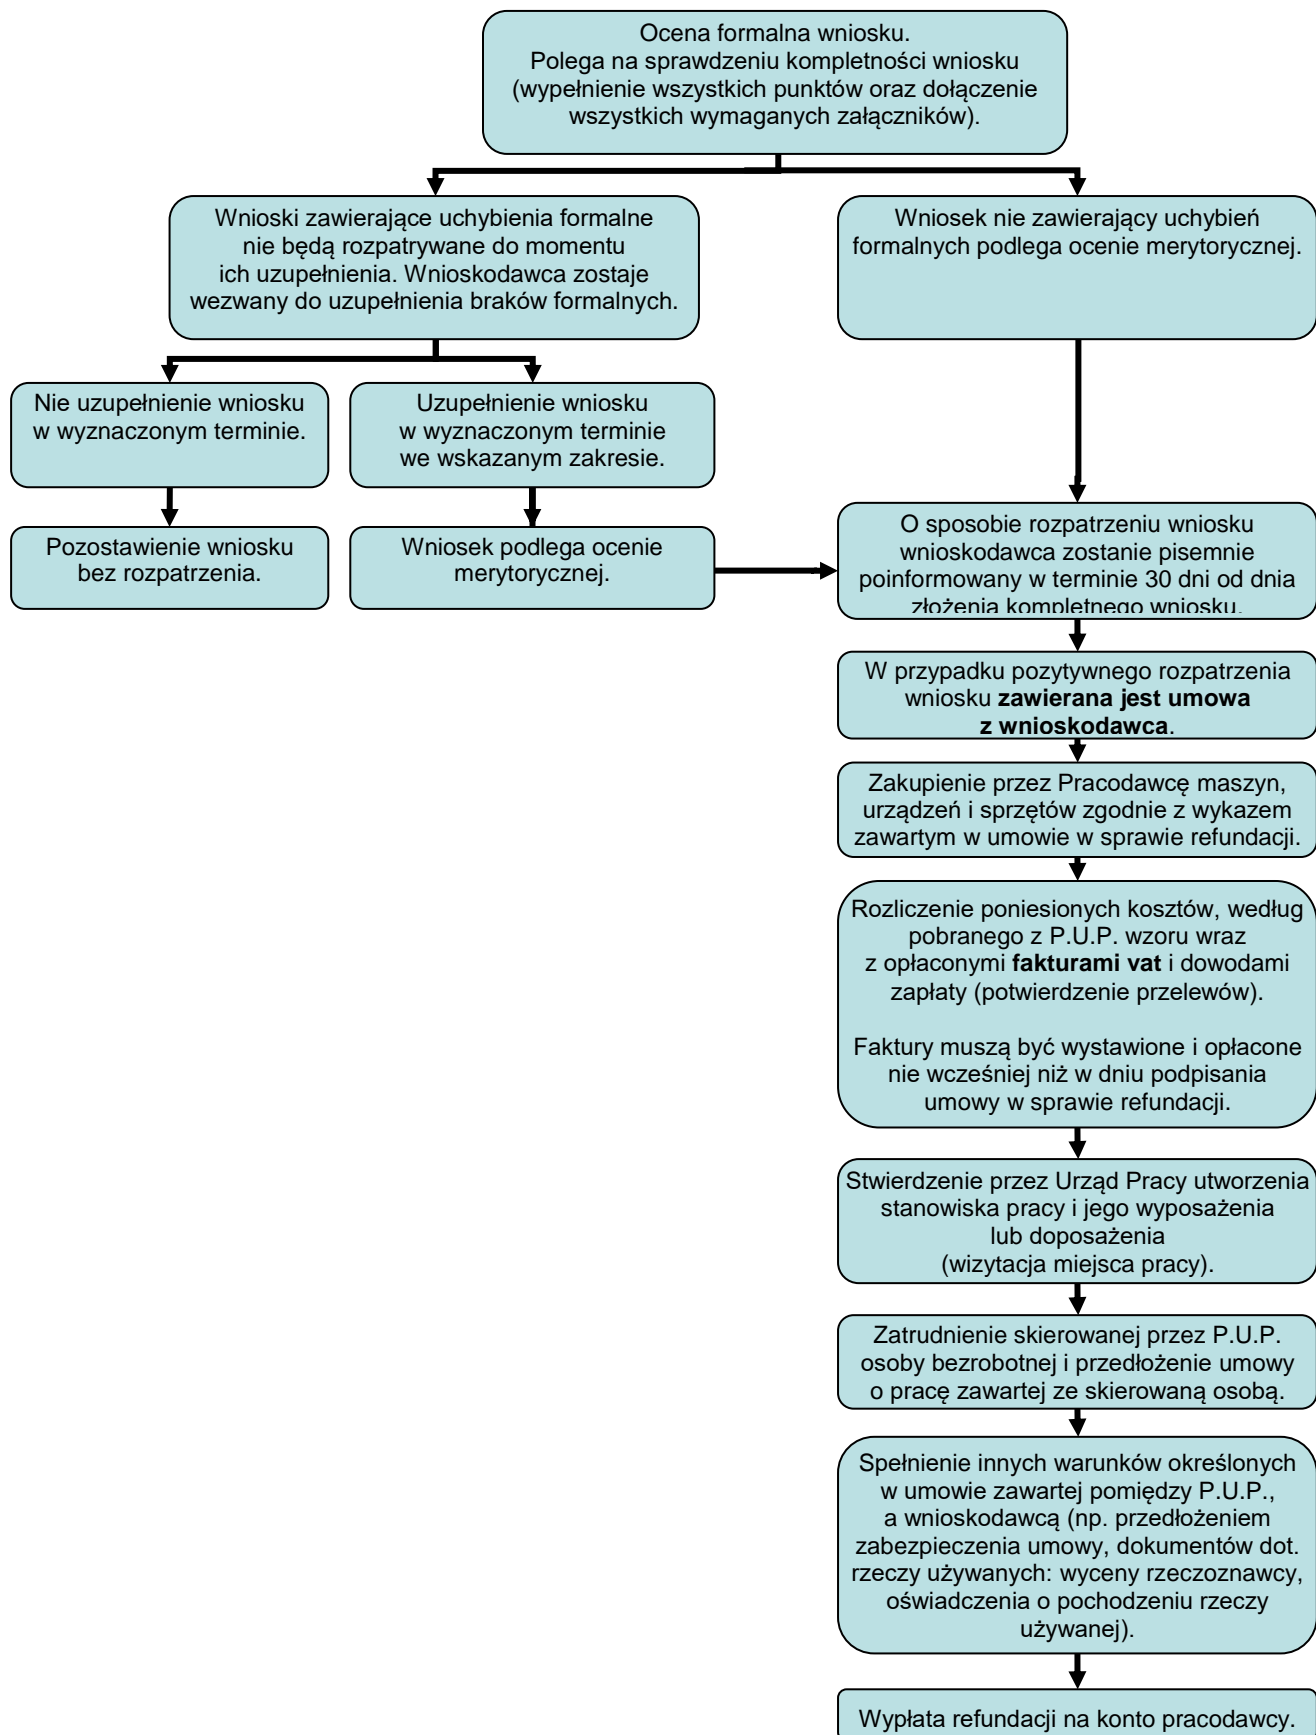 Ocena formalna wniosku.
Polega na sprawdzeniu kompletności wniosku
(wypełnienie wszystkich punktów oraz dołączenie
wszystkich wymaganych załączników).
Wnioski zawierające uchybienia formalne
nie będą rozpatrywane do momentu
ich uzupełnienia. Wnioskodawca zostaje
wezwany do uzupełnienia braków formalnych.
Wniosek nie zawierający uchybień
formalnych podlega ocenie merytorycznej.
Nie uzupełnienie wniosku
w wyznaczonym terminie.
Uzupełnienie wniosku
w wyznaczonym terminie
we wskazanym zakresie.
Pozostawienie wniosku
bez rozpatrzenia.
Wniosek podlega ocenie
merytorycznej.
O sposobie rozpatrzeniu wniosku
wnioskodawca zostanie pisemnie
poinformowany w terminie 30 dni od dnia
złożenia kompletnego wniosku.
W przypadku pozytywnego rozpatrzenia
wniosku zawierana jest umowa
z wnioskodawca.
Zakupienie przez Pracodawcę maszyn,
urządzeń i sprzętów zgodnie z wykazem
zawartym w umowie w sprawie refundacji.
Rozliczenie poniesionych kosztów, według
pobranego z P.U.P. wzoru wraz
z opłaconymi fakturami vat i dowodami
zapłaty (potwierdzenie przelewów).
Faktury muszą być wystawione i opłacone
nie wcześniej niż w dniu podpisania
umowy w sprawie refundacji.
Stwierdzenie przez Urząd Pracy utworzenia
stanowiska pracy i jego wyposażenia
lub doposażenia
(wizytacja miejsca pracy).
Zatrudnienie skierowanej przez P.U.P.
osoby bezrobotnej i przedłożenie umowy
o pracę zawartej ze skierowaną osobą.
Spełnienie innych warunków określonych
w umowie zawartej pomiędzy P.U.P.,
a wnioskodawcą (np. przedłożeniem
zabezpieczenia umowy, dokumentów dot.
rzeczy używanych: wyceny rzeczoznawcy,
oświadczenia o pochodzeniu rzeczy
używanej).
Wypłata refundacji na konto pracodawcy.